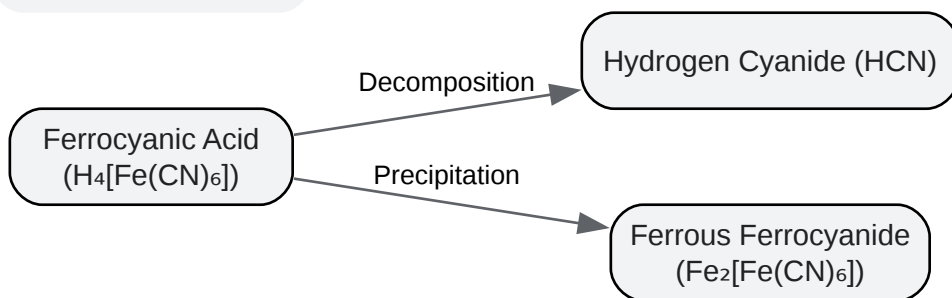 Decomposition
Hydrogen Cyanide (HCN)
Ferrocyanic Acid
(H₄[Fe(CN)₆])
Precipitation
Ferrous Ferrocyanide
(Fe₂[Fe(CN)₆])